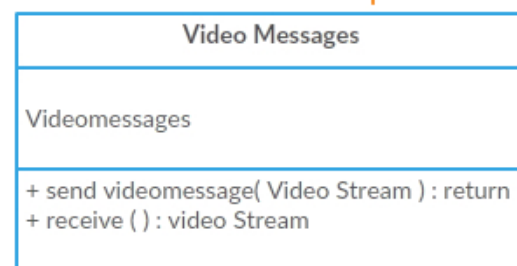 Video Messages
Videomessages
+ send videomessage( Video Stream ) : return
+ receive ( ) : video Stream